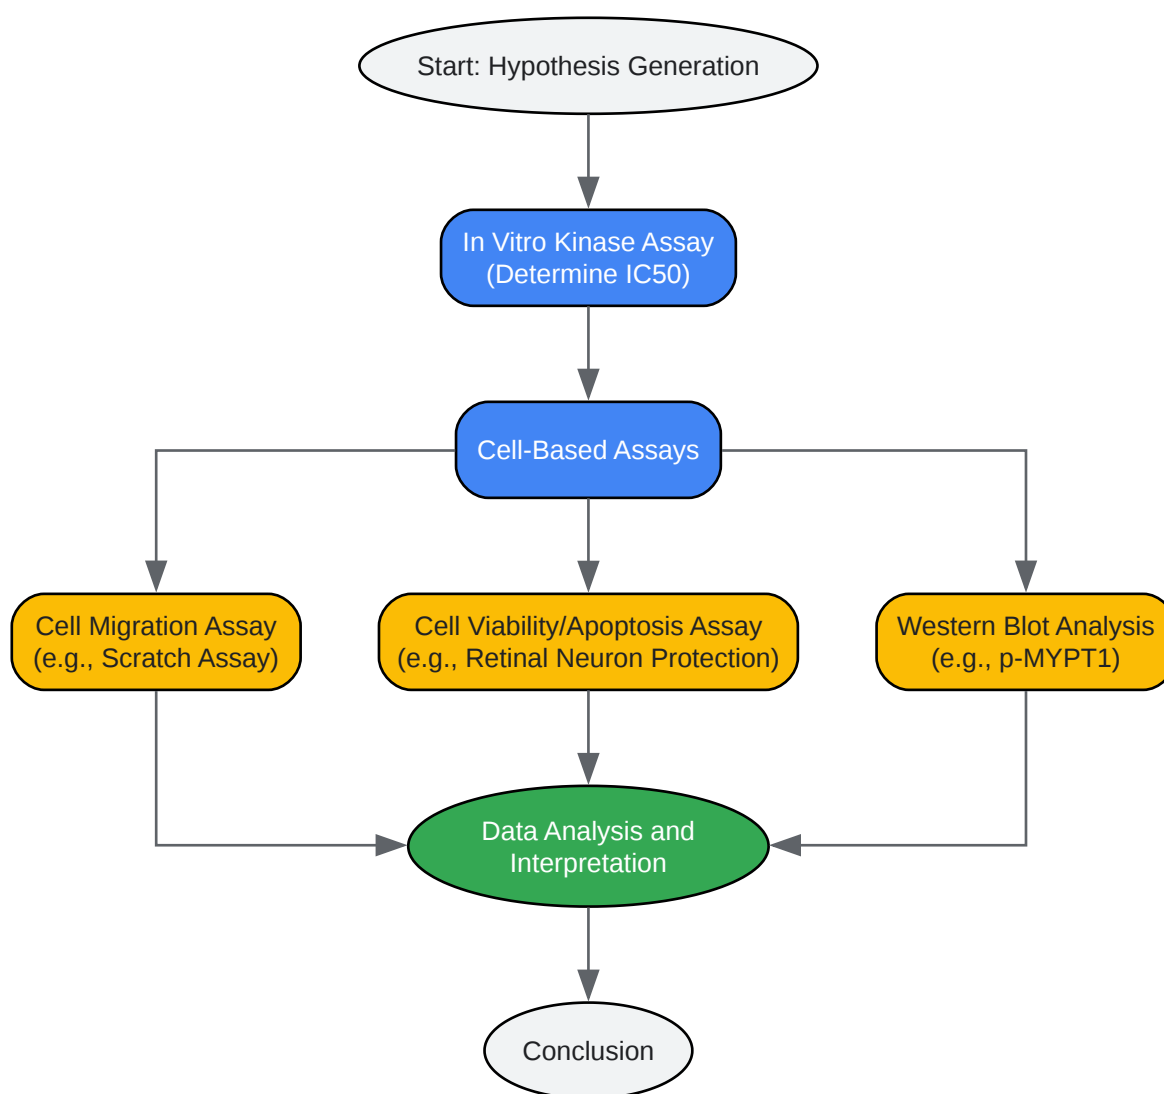 Start: Hypothesis Generation
In Vitro Kinase Assay
(Determine IC50)
Cell-Based Assays
Cell Migration Assay
(e.g., Scratch Assay)
Cell Viability/Apoptosis Assay
(e.g., Retinal Neuron Protection)
Western Blot Analysis
(e.g., p-MYPT1)
Data Analysis and
Interpretation
Conclusion